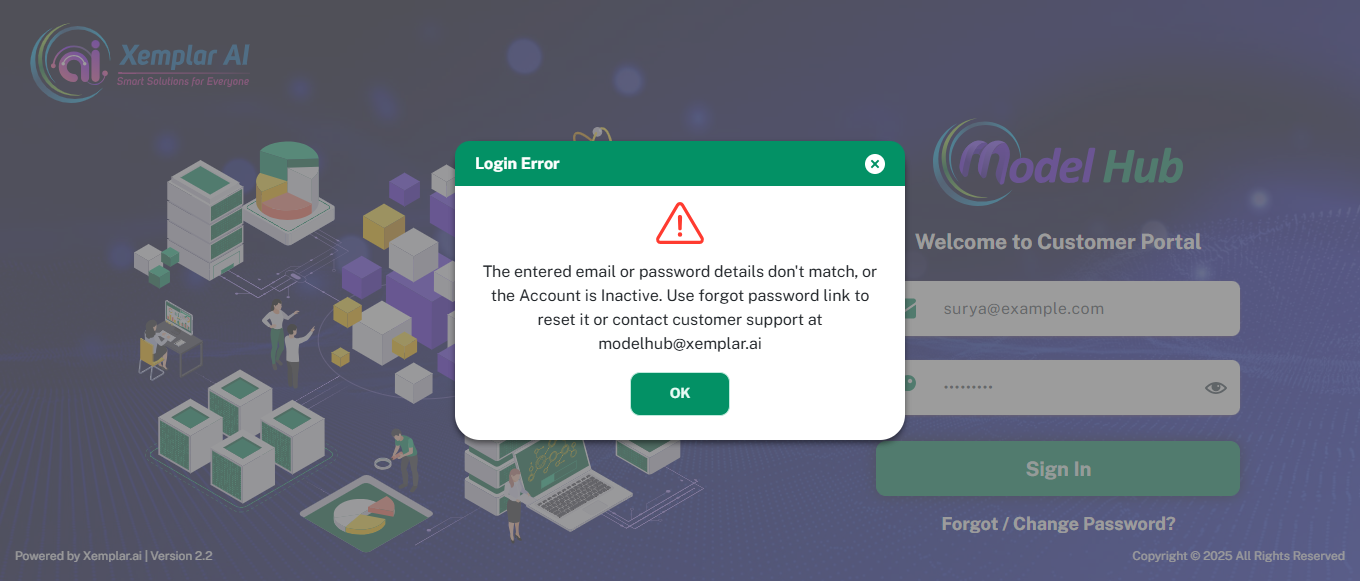 Xemplar AI
Smart Solutions for Everyone
Login Error
The entered email or password details don't match, or
the Account is Inactive. Use forgot password link to
reset it or contact customer support at
modelhub@xemplar.ai
OK
Model Hub
Welcome to Customer Portal
surya@example.com
Sign In
Forgot / Change Password?
Powered by Xemplar.ai | Version 2.2
Copyright © 2025 All Rights Reserved